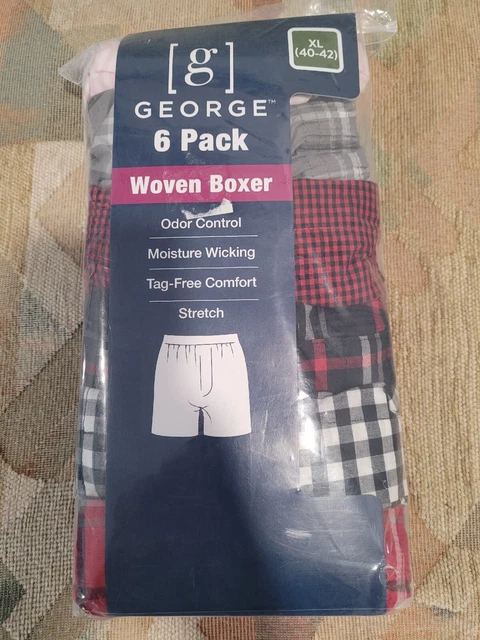 XL
(40-42)
[g]
GEORGE™
6 Pack
Woven Boxer
Odor Control
Moisture Wicking
Tag-Free Comfort
Stretch